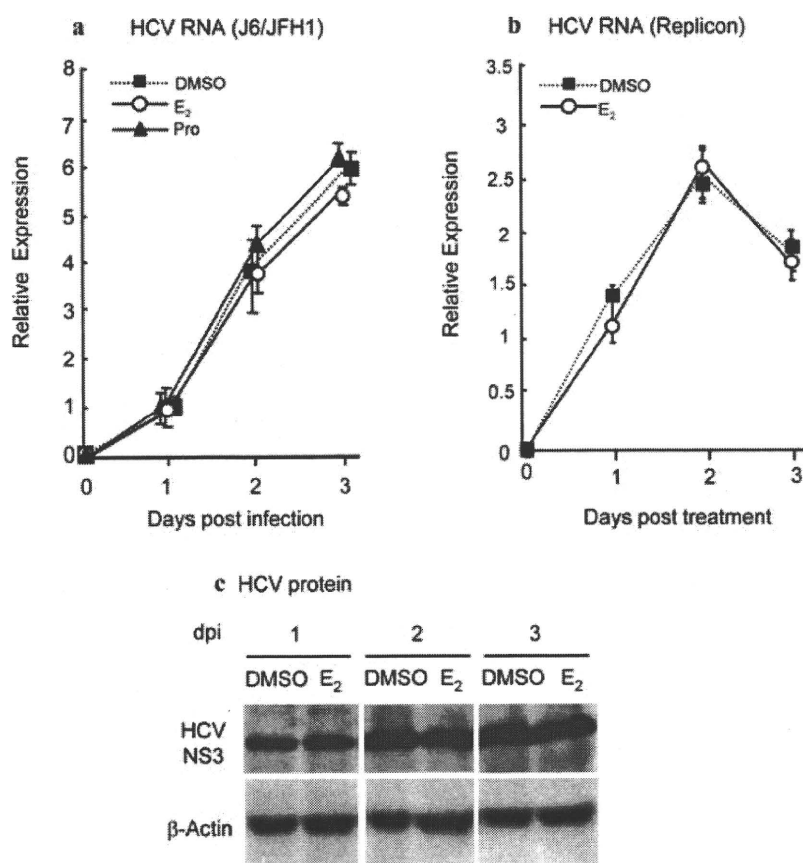 a HCV RNA (J6/JFH1)
8
7
6
5
4
3
2
1
0
Relative Expression
DMSO
E2
Pro
0 1 2 3
Days post infection
b HCV RNA (Replicon)
3.5
3
2.5
2
1.5
1
0.5
0
Relative Expression
DMSO
E2
0 1 2 3
Days post treatment
c HCV protein
dpi 1 2 3
DMSO E2 DMSO E2 DMSO E2
HCV
NS3
β-Actin